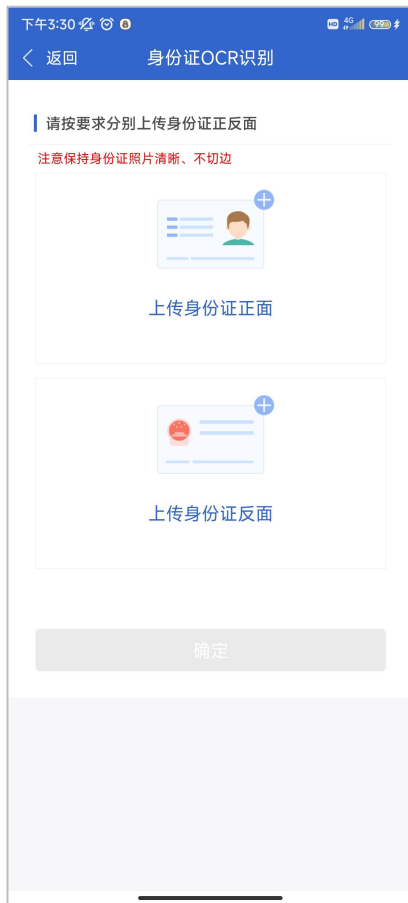 下午3:30
HD 4G 99
返回 身份证OCR识别
请按要求分别上传身份证正反面
注意保持身份证照片清晰、不切边
上传身份证正面
上传身份证反面
确定